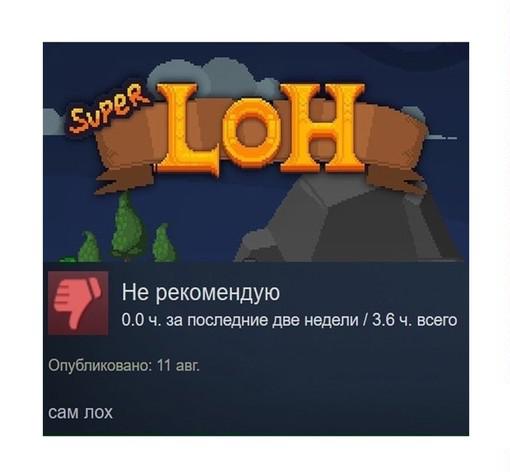 SUPER
LOH
Не рекомендую
0.0 ч. за последние две недели / 3.6 ч. всего
Опубликовано: 11 авг.
сам лох